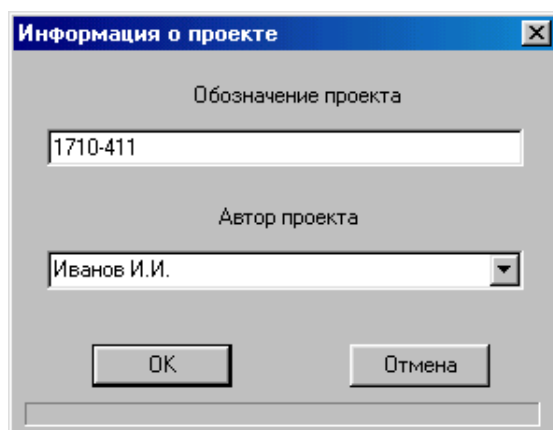 Информация о проекте
Обозначение проекта
1710-411
Автор проекта
Иванов И.И.
OK
Отмена